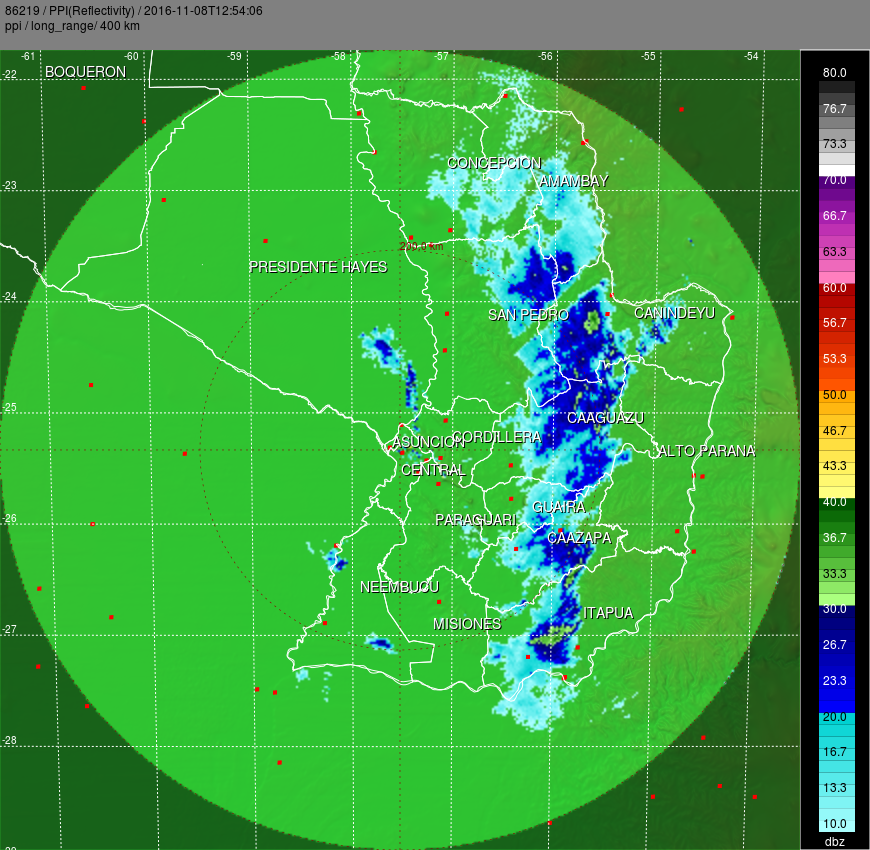 86219 / PPI(Reflectivity) / 2016-11-08T12:54:06
ppi / long_range/ 400 km
-61 -60 -59 -58 -57 -56 -55 -54
BOQUERON
-22
80.0
76.7
73.3
CONCEPCION
AMAMBAY
70.0
-23
66.7
200.0 km
63.3
PRESIDENTE HAYES
60.0
-24
SAN PEDRO
CANINDEYU
56.7
53.3
50.0
-25
CAAGUAZU
46.7
ASUNCION
CORDILLERA
ALTO PARANA
43.3
CENTRAL
40.0
GUAIRA
-26
PARAGUARI
CAAZAPA
36.7
33.3
NEEMBUCU
30.0
ITAPUA
MISIONES
-27
26.7
23.3
20.0
-28
16.7
13.3
10.0
dbz